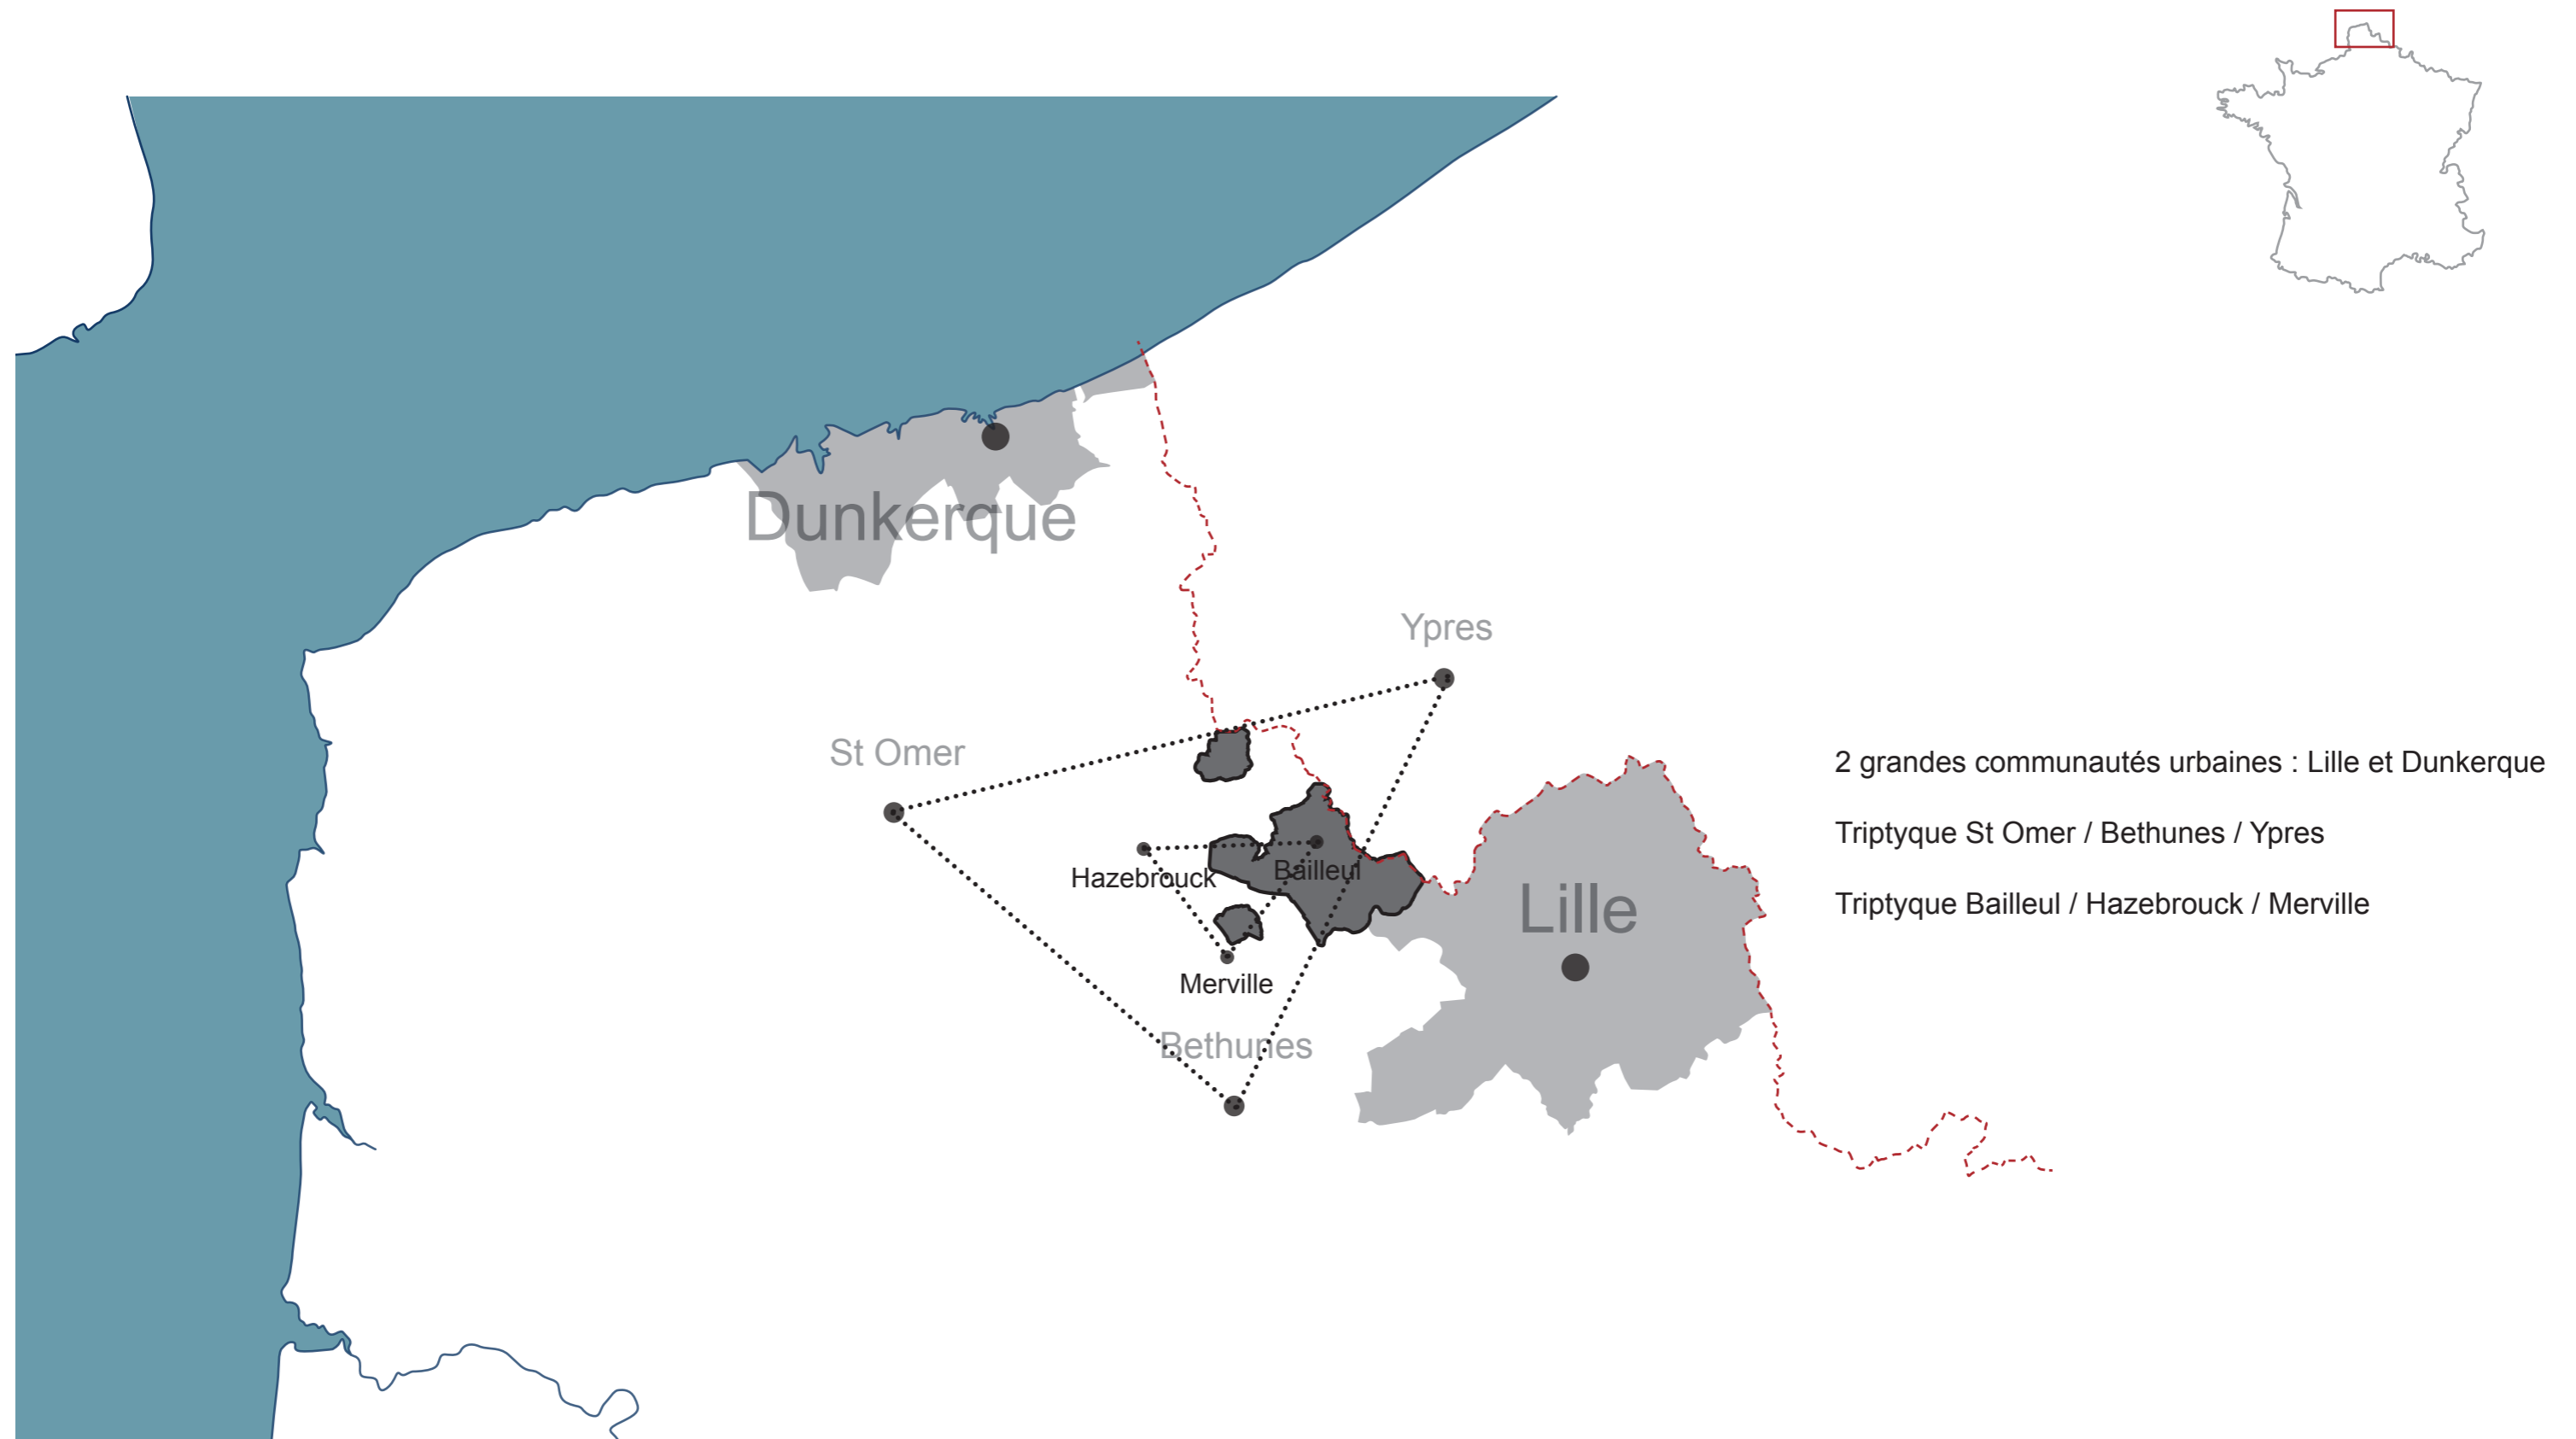 Dunkerque
Ypres
St Omer
2 grandes communautés urbaines : Lille et Dunkerque
Triptyque St Omer / Bethunes / Ypres
Hazebrouck
Bailleul
Lille
Triptyque Bailleul / Hazebrouck / Merville
Merville
Bethunes